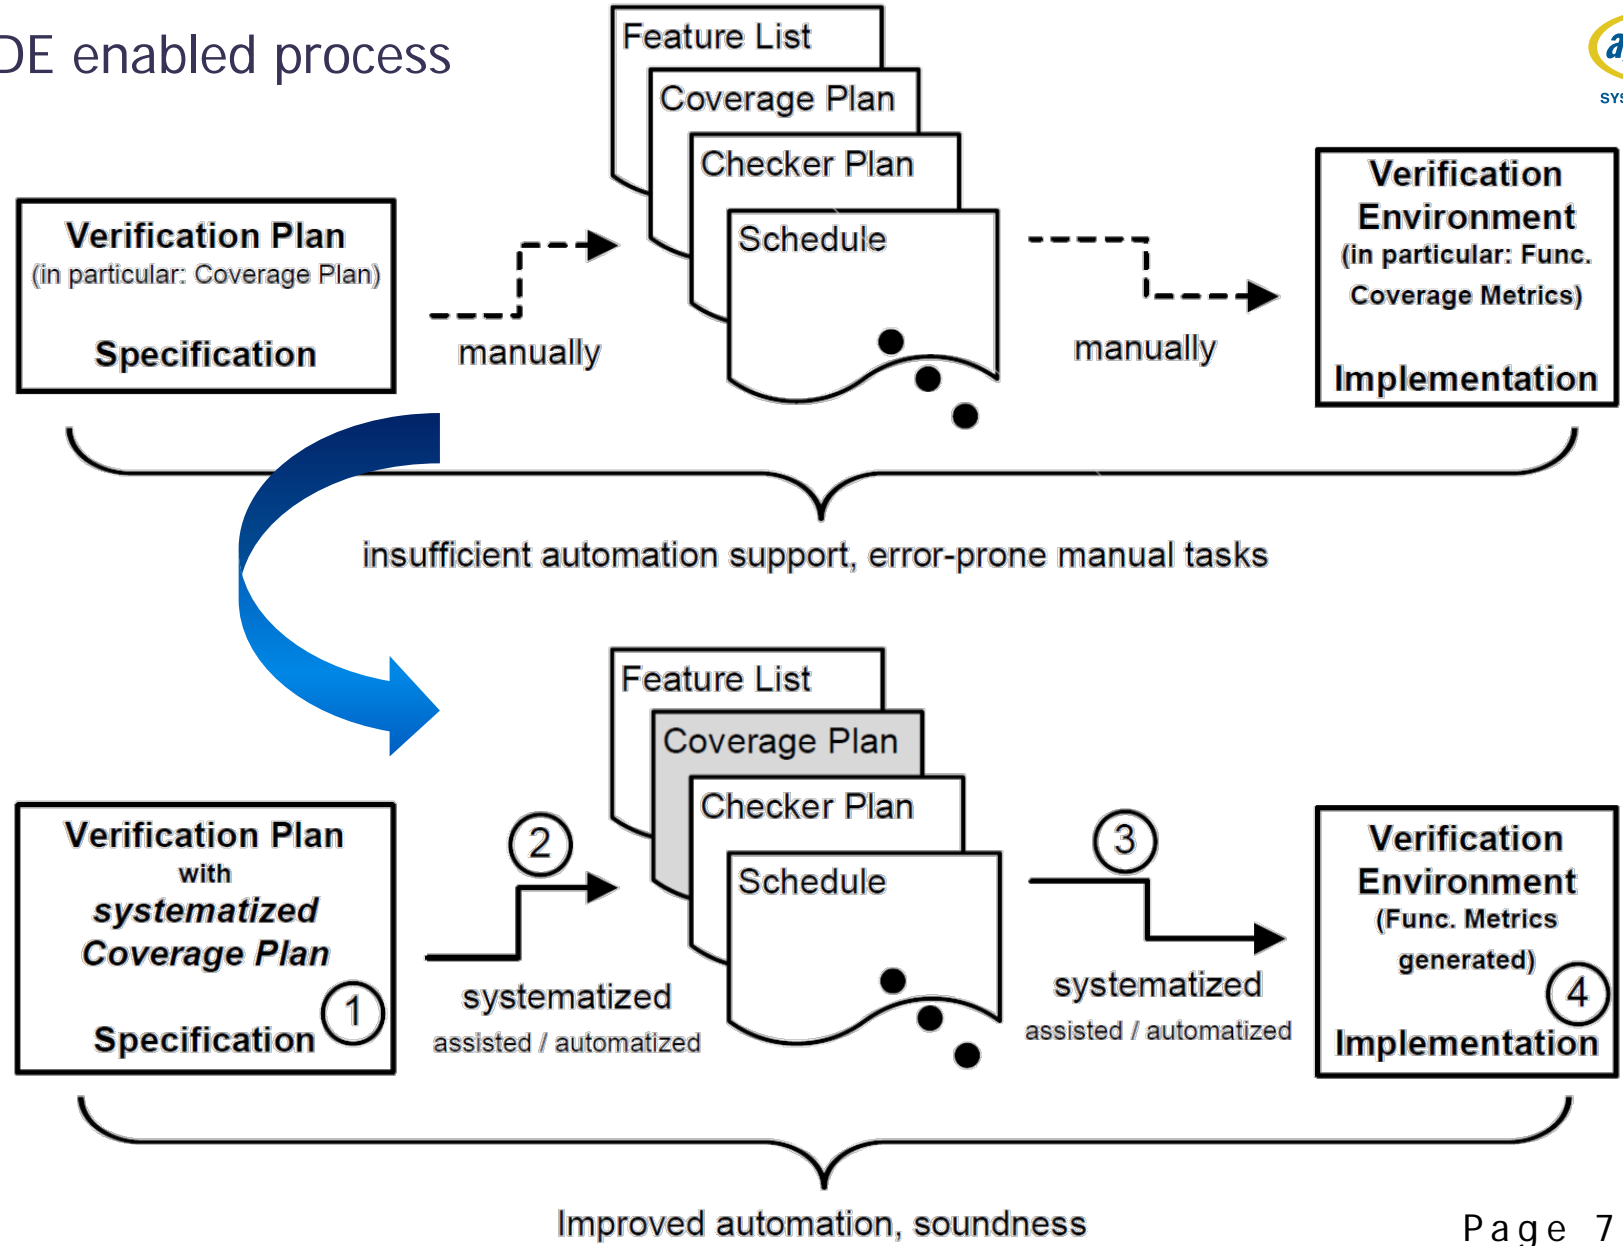 DE enabled process
SYS
Feature List
Coverage Plan
Checker Plan
Schedule
Verification Plan
(in particular: Coverage Plan)
Specification
manually
manually
Verification
Environment
(in particular: Func.
Coverage Metrics)
Implementation
insufficient automation support, error-prone manual tasks
Feature List
Coverage Plan
Checker Plan
Schedule
Verification Plan
with
systematized
Coverage Plan
1
Specification
2
systematized
assisted / automatized
3
systematized
assisted / automatized
Verification
Environment
(Func. Metrics
generated)
4
Implementation
Improved automation, soundness
Page 7